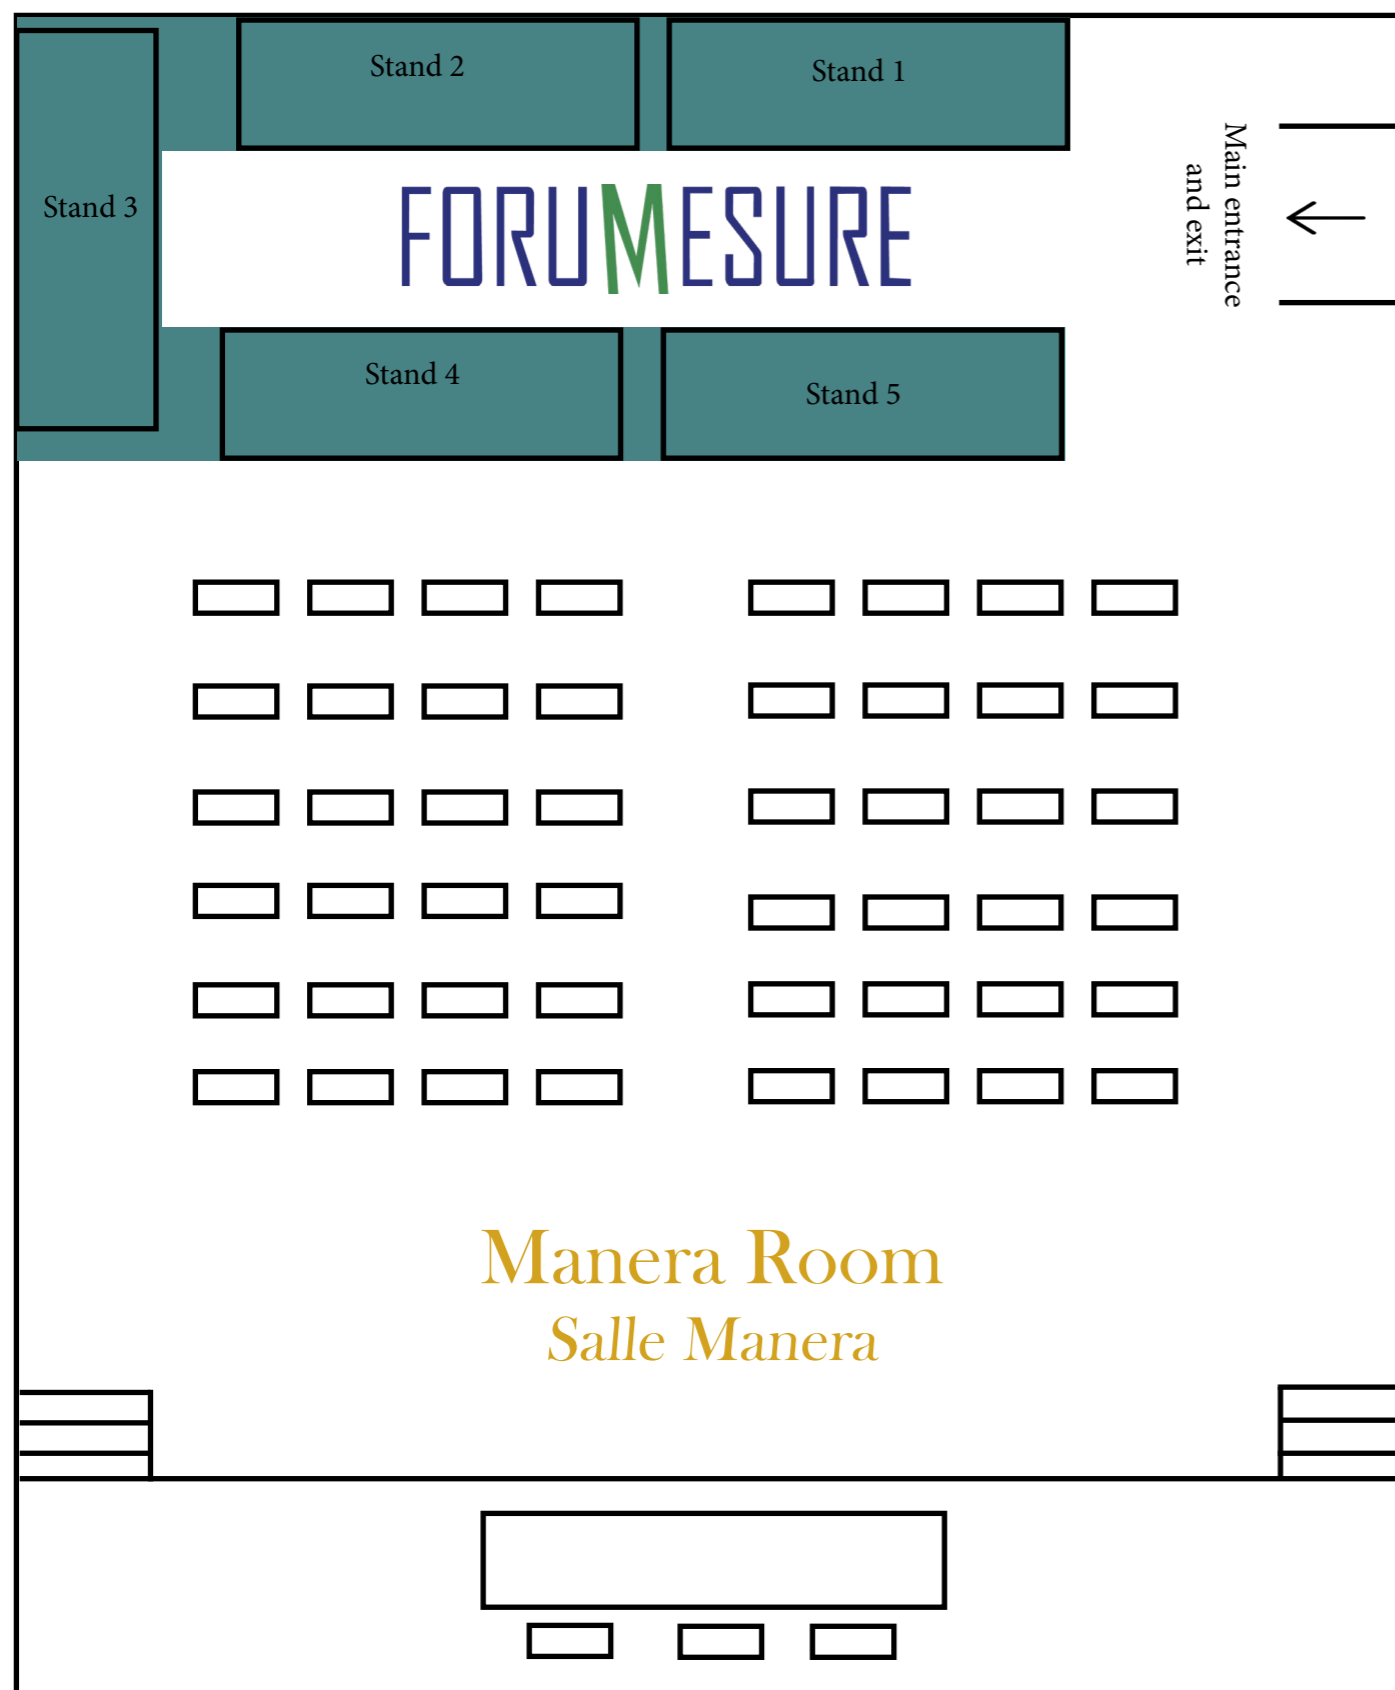 Stand 2
Stand 1
Main entrance
and exit
Stand 3
FORUMESURE
Stand 4
Stand 5
Manera Room
Salle Manera